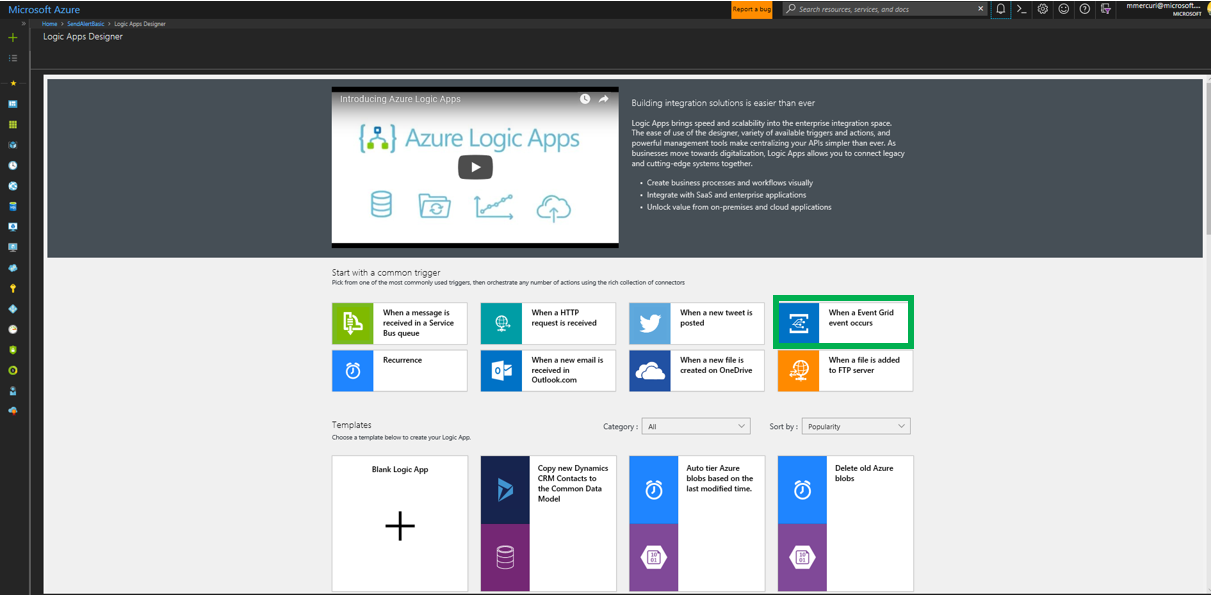 Microsoft Azure
Report a bug
Search resources, services, and docs
mmercuri@microsoft....
MICROSOFT
Home > SendAlertBasic > Logic Apps Designer
Logic Apps Designer
Introducing Azure Logic Apps
Azure Logic Apps
Building integration solutions is easier than ever
Logic Apps brings speed and scalability into the enterprise integration space.
The ease of use of the designer, variety of available triggers and actions, and
powerful management tools make centralizing your APIs simpler than ever. As
businesses move towards digitalization, Logic Apps allows you to connect legacy
and cutting-edge systems together.
• Create business processes and workflows visually
• Integrate with SaaS and enterprise applications
• Unlock value from on-premises and cloud applications
Start with a common trigger
Pick from one of the most commonly used triggers, then orchestrate any number of actions using the rich collection of connectors
When a message is
received in a Service
Bus queue
When a HTTP
request is received
When a new tweet is
posted
When a Event Grid
event occurs
Recurrence
When a new email is
received in
Outlook.com
When a new file is
created on OneDrive
When a file is added
to FTP server
Templates
Choose a template below to create your Logic App.
Category :
All
Sort by :
Popularity
Blank Logic App
Copy new Dynamics
CRM Contacts to
the Common Data
Model
Auto tier Azure
blobs based on the
last modified time.
10
01
Delete old Azure
blobs
10
01